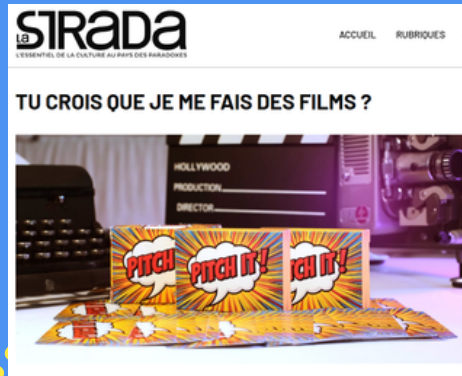 LA STRADA
L'ESSENTIEL DE LA CULTURE AU PAYS DES PARADOXES
ACCUEIL RUBRIQUES
TU CROIS QUE JE ME FAIS DES FILMS ?
HOLLYWOOD
PRODUCTION
DIRECTOR
PITCH IT!
PITCH IT!
CH IT!